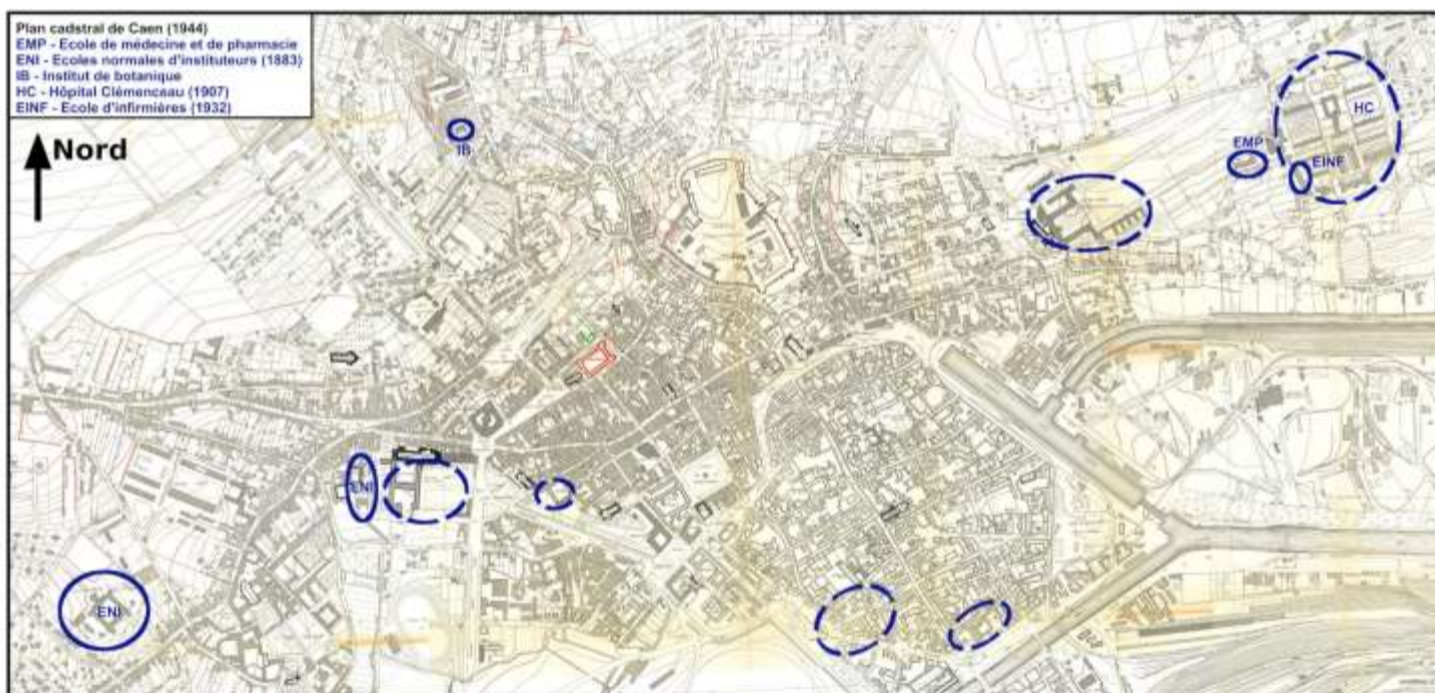 Plan cadstral de Caen (1944)
EMP - Ecole de médecine et de pharmacie
ENI - Ecoles normales d'instituteurs (1883)
IB - Institut de botanique
HC - Hôpital Clémenceau (1907)
EINF - Ecole d'infirmières (1932)
Nord
IB
HC
EMP
EINF
ENI
ENI